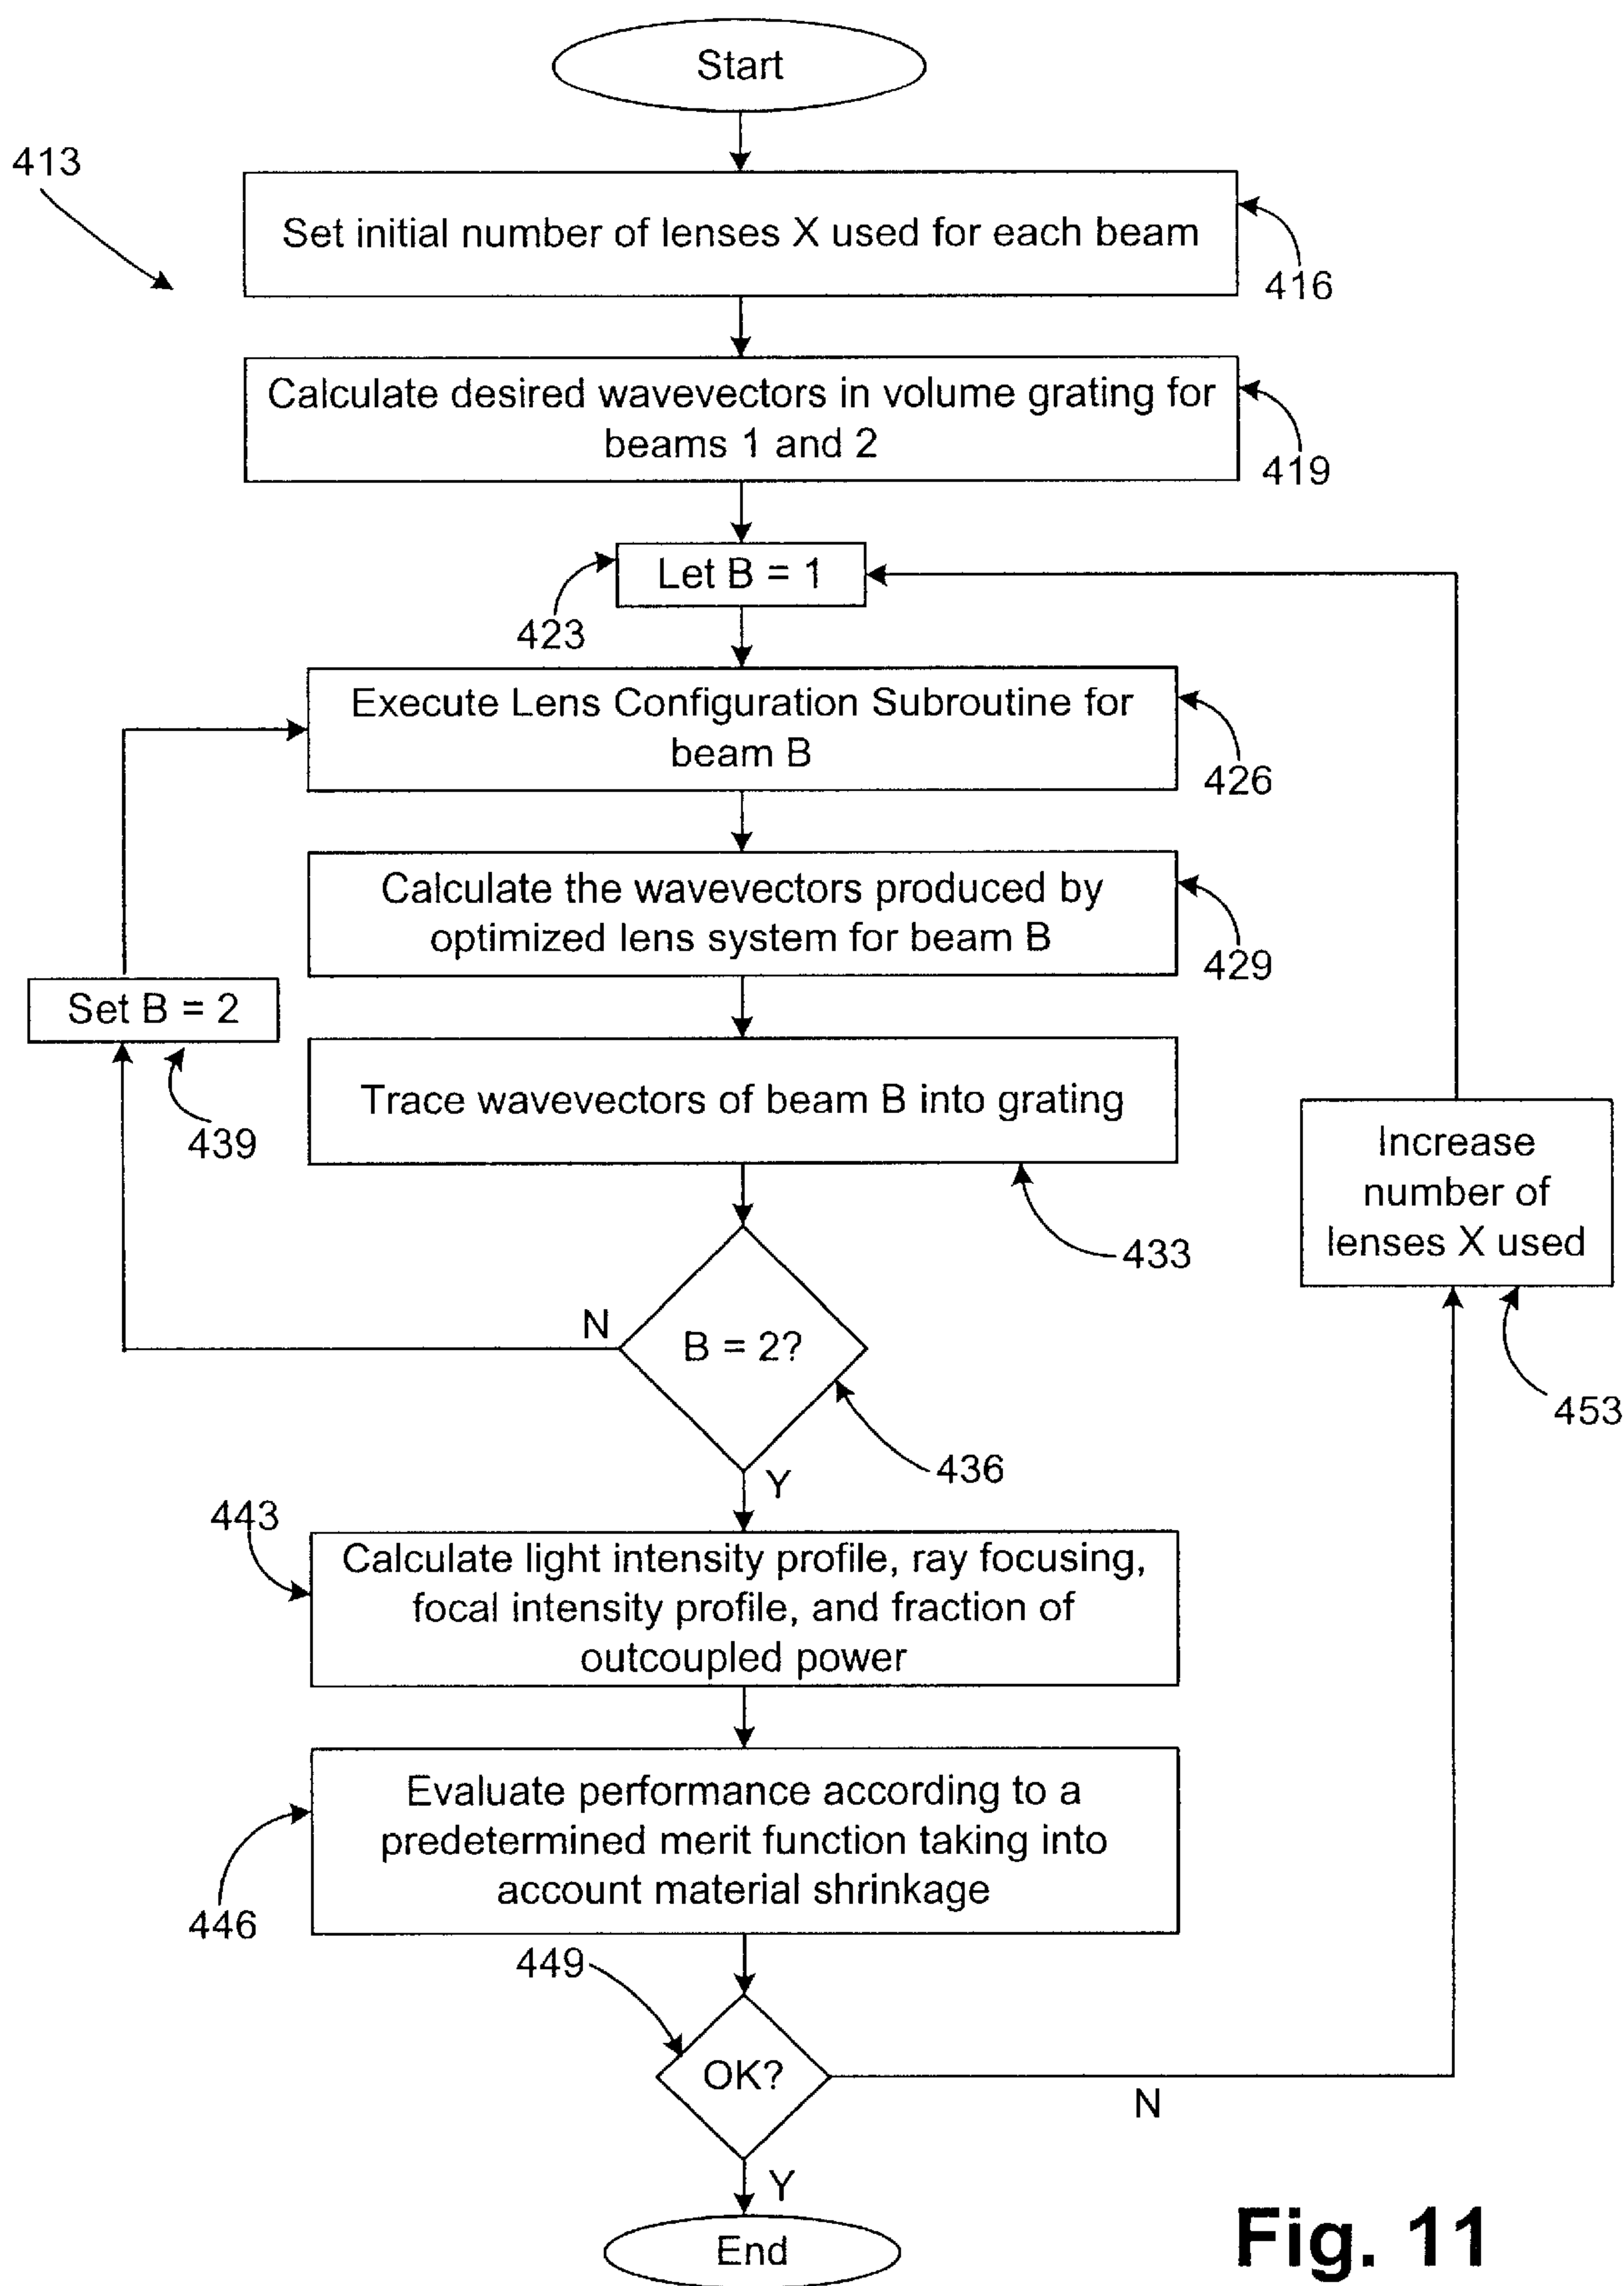 Start
413
Set initial number of lenses X used for each beam
416
Calculate desired wavevectors in volume grating for
beams 1 and 2
419
Let B = 1
423
Execute Lens Configuration Subroutine for
beam B
426
Calculate the wavevectors produced by
optimized lens system for beam B
429
Set B = 2
439
Trace wavevectors of beam B into grating
433
Increase
number of
lenses X used
453
N
B = 2?
436
Y
443
Calculate light intensity profile, ray focusing,
focal intensity profile, and fraction of
outcoupled power
Evaluate performance according to a
predetermined merit function taking into
account material shrinkage
446
449
OK?
N
Y
End
Fig. 11